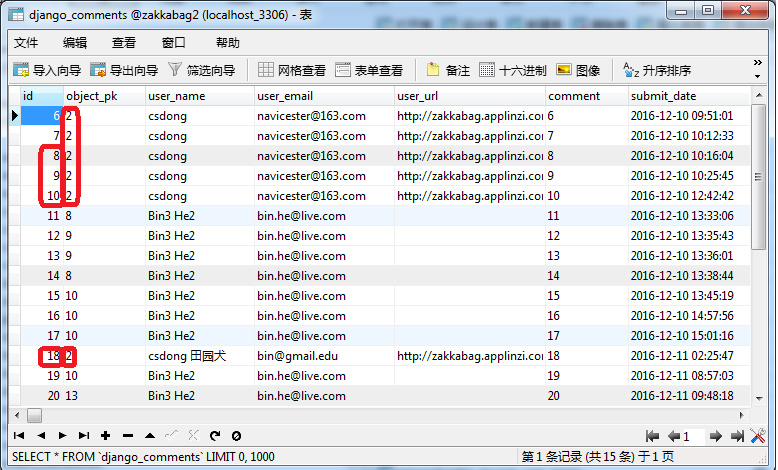 django_comments @zakkabag2 (localhost_3306) - 表
文件 编辑 查看 窗口 帮助
导入向导 导出向导 筛选向导 网格查看 表单查看 备注 十六进制 图像 升序排序 »
id object_pk user_name user_email user_url comment submit_date
6 2 csdong navicester@163.com http://zakkabag.applinzi.com 6 2016-12-10 09:51:01
7 2 csdong navicester@163.com http://zakkabag.applinzi.com 7 2016-12-10 10:12:33
8 2 csdong navicester@163.com http://zakkabag.applinzi.com 8 2016-12-10 10:16:04
9 2 csdong navicester@163.com http://zakkabag.applinzi.com 9 2016-12-10 10:25:45
10 2 csdong navicester@163.com http://zakkabag.applinzi.com 10 2016-12-10 12:42:42
11 8 Bin3 He2 bin.he@live.com 11 2016-12-10 13:33:06
12 9 Bin3 He2 bin.he@live.com 12 2016-12-10 13:35:43
13 9 Bin3 He2 bin.he@live.com 13 2016-12-10 13:36:01
14 8 Bin3 He2 bin.he@live.com 14 2016-12-10 13:38:44
15 10 Bin3 He2 bin.he@live.com 15 2016-12-10 13:45:19
16 10 Bin3 He2 bin.he@live.com 16 2016-12-10 14:57:56
17 10 Bin3 He2 bin.he@live.com 17 2016-12-10 15:01:16
18 2 csdong 田园犬 bin@gmail.edu http://zakkabag.applinzi.com 18 2016-12-11 02:25:47
19 10 Bin3 He2 bin.he@live.com 19 2016-12-11 08:57:03
20 13 Bin3 He2 bin.he@live.com 20 2016-12-11 09:48:18
1
SELECT * FROM `django_comments` LIMIT 0, 1000 第 1 条记录 (共 15 条) 于 1 页